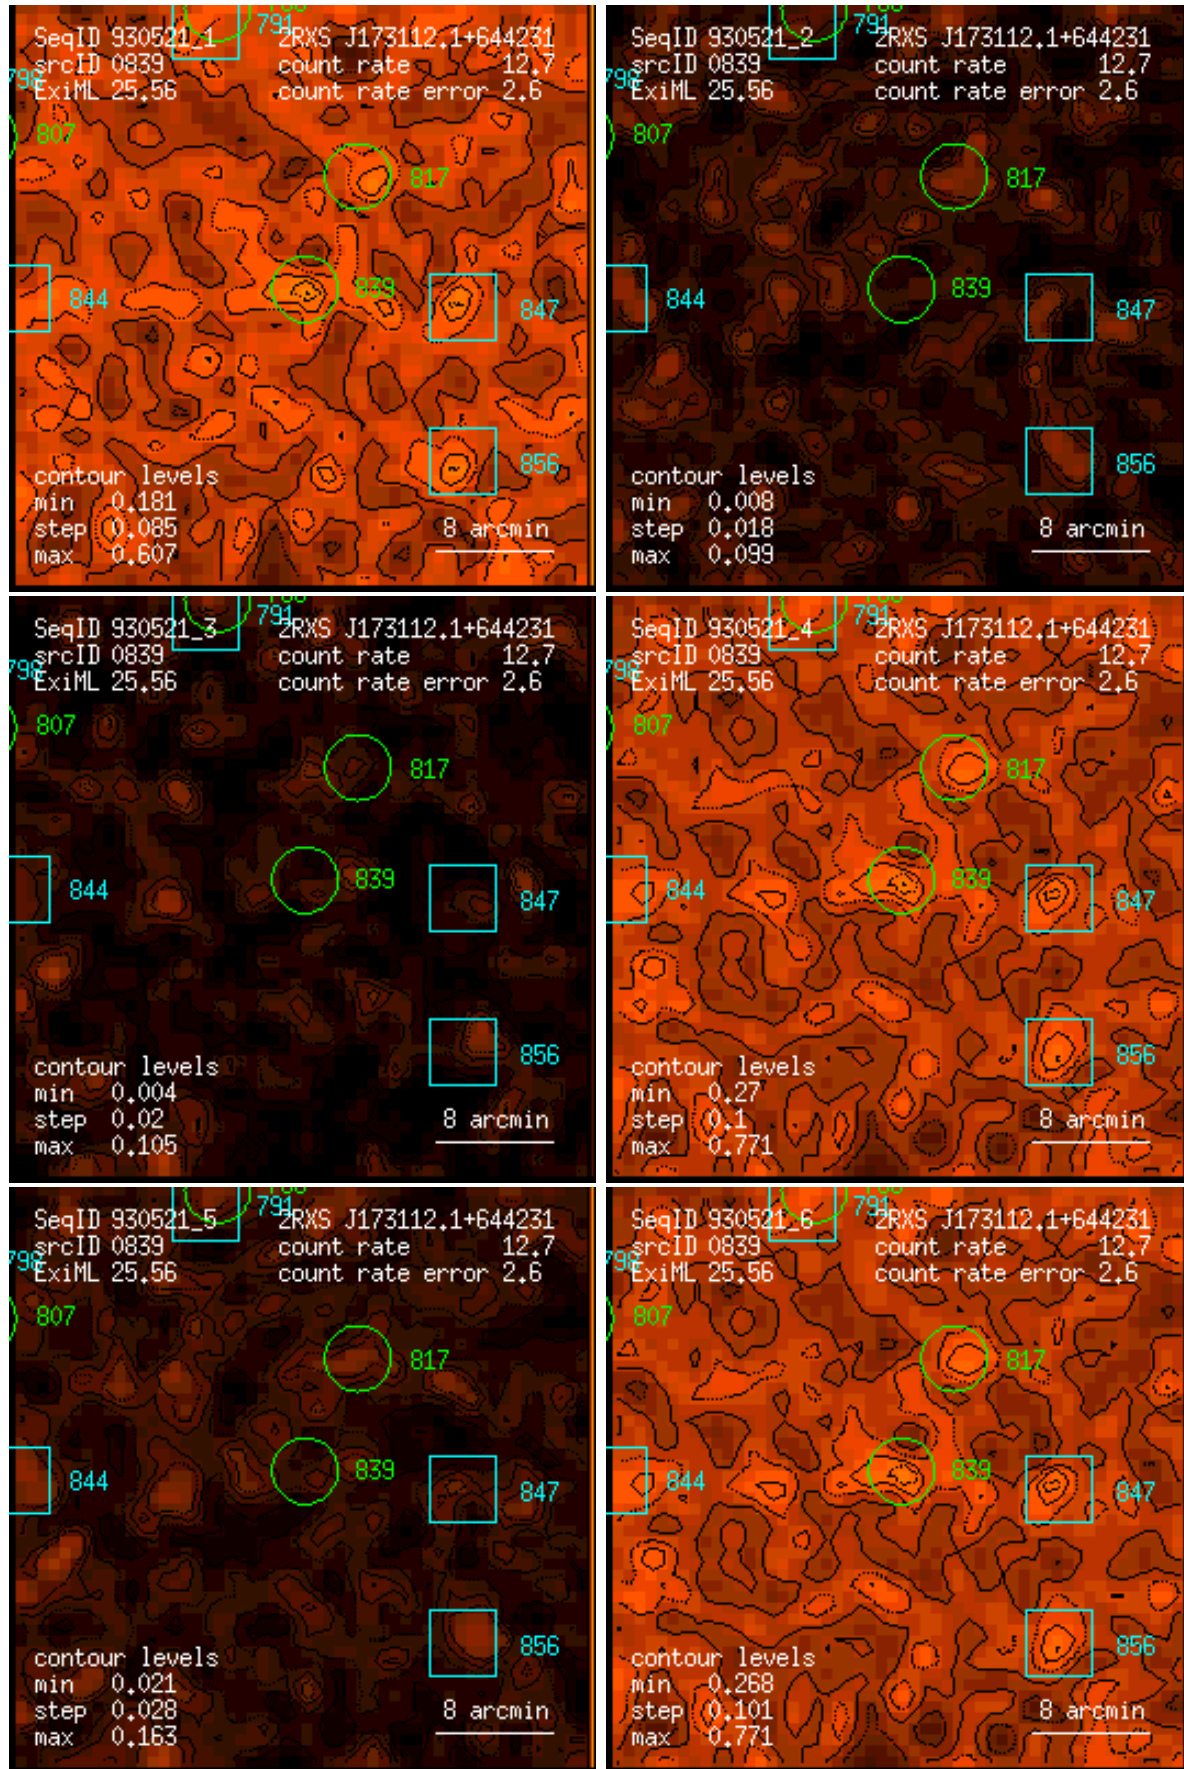 791
SeqID 930521_1 2RXS J173112.1+644231
srcID 0839 count rate 12.7
798
ExiML 25.56 count rate error 2.6
807
817
839
844
847
856
contour levels
min 0.181
step 0.085 8 arcmin
max 0.607
791
SeqID 930521_2 2RXS J173112.1+644231
srcID 0839 count rate 12.7
798
ExiML 25.56 count rate error 2.6
807
817
839
844
847
856
contour levels
min 0.008
step 0.018 8 arcmin
max 0.099
791
SeqID 930521_3 2RXS J173112.1+644231
srcID 0839 count rate 12.7
798
ExiML 25.56 count rate error 2.6
807
817
839
844
847
856
contour levels
min 0.004
step 0.02 8 arcmin
max 0.105
791
SeqID 930521_4 2RXS J173112.1+644231
srcID 0839 count rate 12.7
798
ExiML 25.56 count rate error 2.6
807
817
839
844
847
856
contour levels
min 0.27
step 0.1 8 arcmin
max 0.771
791
SeqID 930521_5 2RXS J173112.1+644231
srcID 0839 count rate 12.7
798
ExiML 25.56 count rate error 2.6
807
817
839
844
847
856
contour levels
min 0.021
step 0.028 8 arcmin
max 0.163
791
SeqID 930521_6 2RXS J173112.1+644231
srcID 0839 count rate 12.7
798
ExiML 25.56 count rate error 2.6
807
817
839
844
847
856
contour levels
min 0.268
step 0.101 8 arcmin
max 0.771